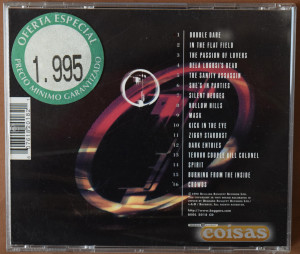 OFERTA ESPECIAL
1.995
PRECIO MINIMO GARANTIZADO
1 DOUBLE DARE
2 IN THE FLAT FIELD
3 THE PASSION OF LOVERS
4 BELA LUGOSI'S DEAD
5 THE SANITY ASSASSIN
6 SHE'S IN PARTIES
7 SILENT HEDGES
8 HOLLOW HILLS
9 MASK
10 KICK IN THE EYE
11 ZIGGY STARDUST
12 DARK ENTRIES
13 TERROR COUPLE KILL COLONEL
14 SPIRIT
15 BURNING FROM THE INSIDE
16 CROWDS
coisas